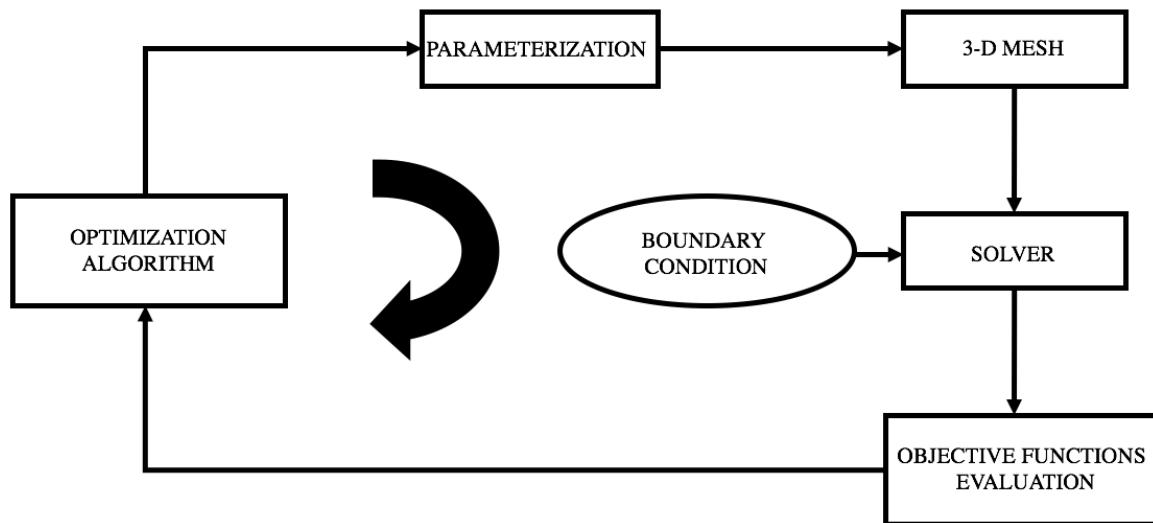 PARAMETERIZATION
3-D MESH
OPTIMIZATION
ALGORITHM
BOUNDARY
CONDITION
SOLVER
OBJECTIVE FUNCTIONS
EVALUATION